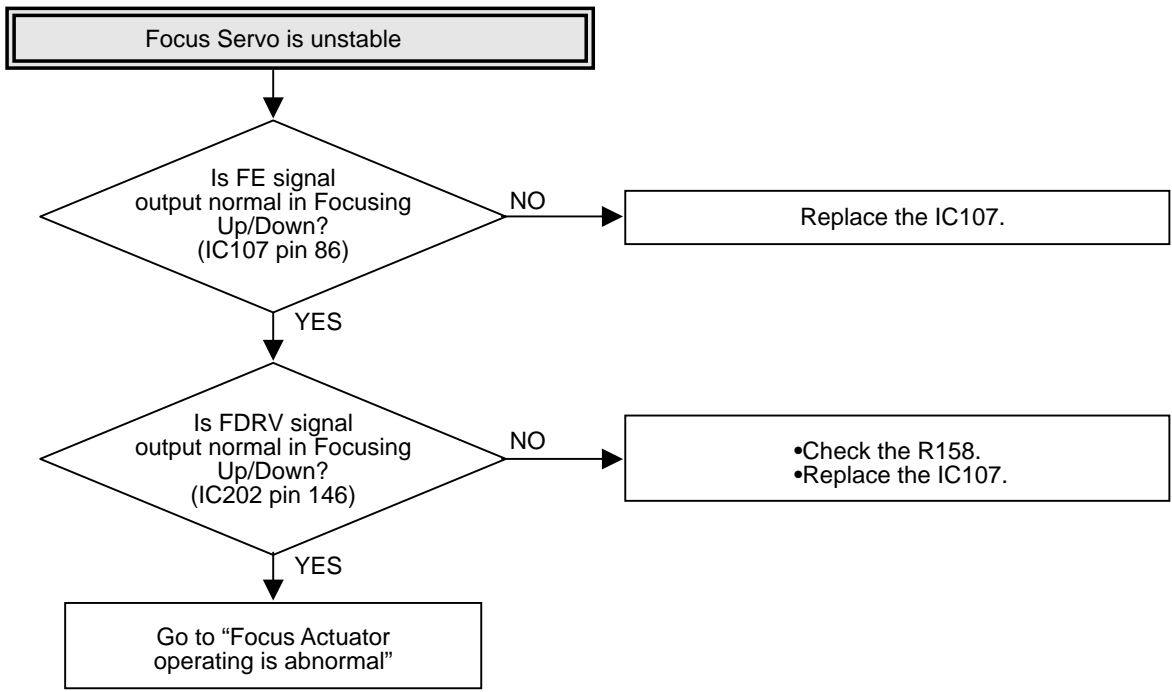 Focus Servo is unstable
Is FE signal
output normal in Focusing
Up/Down?
(IC107 pin 86)
NO
Replace the IC107.
YES
Is FDRV signal
output normal in Focusing
Up/Down?
(IC202 pin 146)
NO
•Check the R158.
•Replace the IC107.
YES
Go to “Focus Actuator
operating is abnormal”